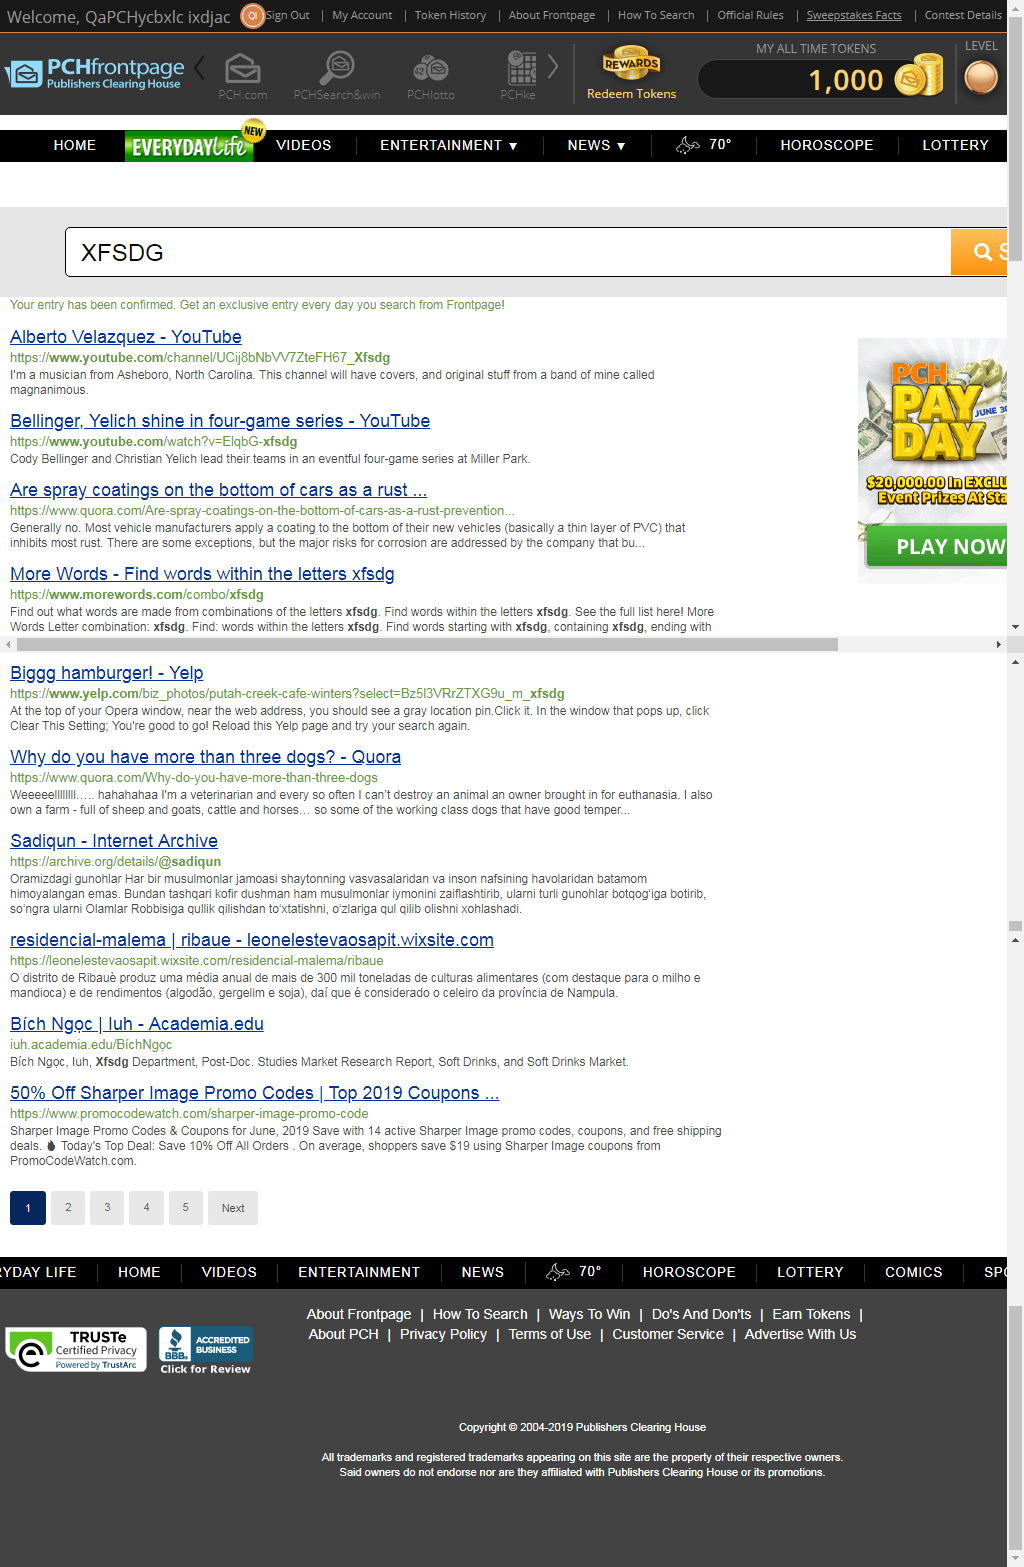 Welcome, QaPCHycbxlc ixdjac QI Sign Out | My Account | Token History | About Frontpage | How To Search | Official Rules | Sweepstakes Facts | Contest Details
PCHfrontpage
Publishers Clearing House
PCH.com PCHSearch&win PCHlotto PCHke
42
REWARDS
Redeem Tokens
MY ALL TIME TOKENS
1,000
LEVEL
HOME EVERYDAY Life NEW VIDEOS ENTERTAINMENT ▼ NEWS ▼ 70° HOROSCOPE LOTTERY
XFSDG S
Your entry has been confirmed. Get an exclusive entry every day you search from Frontpage!
Alberto Velazquez - YouTube
https://www.youtube.com/channel/UCij8bNbVV7ZteFH67_Xfsdg
I'm a musician from Asheboro, North Carolina. This channel will have covers, and original stuff from a band of mine called
magnanimous.
Bellinger, Yelich shine in four-game series - YouTube
https://www.youtube.com/watch?v=ElqbG-xfsdg
Cody Bellinger and Christian Yelich lead their teams in an eventful four-game series at Miller Park.
Are spray coatings on the bottom of cars as a rust ...
https://www.quora.com/Are-spray-coatings-on-the-bottom-of-cars-as-a-rust-prevention...
Generally no. Most vehicle manufacturers apply a coating to the bottom of their new vehicles (basically a thin layer of PVC) that
inhibits most rust. There are some exceptions, but the major risks for corrosion are addressed by the company that bu...
More Words - Find words within the letters xfsdg
https://www.morewords.com/combo/xfsdg
Find out what words are made from combinations of the letters xfsdg. Find words within the letters xfsdg. See the full list here! More
Words Letter combination: xfsdg. Find: words within the letters xfsdg. Find words starting with xfsdg, containing xfsdg, ending with
PCH
PAY
DAY
JUNE 30
$20,000.00 In EXCLU
Event Prizes At Sta
PLAY NOW
Biggg hamburger! - Yelp
https://www.yelp.com/biz_photos/putah-creek-cafe-winters?select=Bz5I3VRrZTXG9u_m_xfsdg
At the top of your Opera window, near the web address, you should see a gray location pin.Click it. In the window that pops up, click
Clear This Setting; You're good to go! Reload this Yelp page and try your search again.
Why do you have more than three dogs? - Quora
https://www.quora.com/Why-do-you-have-more-than-three-dogs
Weeeeellllllll….. hahahahaa I'm a veterinarian and every so often I can't destroy an animal an owner brought in for euthanasia. I also
own a farm - full of sheep and goats, cattle and horses… so some of the working class dogs that have good temper...
Sadiqun - Internet Archive
https://archive.org/details/@sadiqun
Oramizdagi gunohlar Har bir musulmonlar jamoasi shaytonning vasvasalaridan va inson nafsining havolaridan batamom
himoyalangan emas. Bundan tashqari kofir dushman ham musulmonlar iymonini zaiflashtirib, ularni turli gunohlar botqog‘iga botirib,
so‘ngra ularni Olamlar Robbisiga qullik qilishdan to‘xtatishni, o‘zlariga qul qilib olishni xohlashadi.
residencial-malema | ribaue - leonelestevaosapit.wixsite.com
https://leonelestevaosapit.wixsite.com/residencial-malema/ribaue
O distrito de Ribauè produz uma média anual de mais de 300 mil toneladas de culturas alimentares (com destaque para o milho e
mandioca) e de rendimentos (algodão, gergelim e soja), daí que é considerado o celeiro da província de Nampula.
Bích Ngọc | Iuh - Academia.edu
iuh.academia.edu/BíchNgọc
Bích Ngọc, Iuh, Xfsdg Department, Post-Doc. Studies Market Research Report, Soft Drinks, and Soft Drinks Market.
50% Off Sharper Image Promo Codes | Top 2019 Coupons ...
https://www.promocodewatch.com/sharper-image-promo-code
Sharper Image Promo Codes & Coupons for June, 2019 Save with 14 active Sharper Image promo codes, coupons, and free shipping
deals. Today's Top Deal: Save 10% Off All Orders . On average, shoppers save $19 using Sharper Image coupons from
PromoCodeWatch.com.
1 2 3 4 5 Next
RYDAY LIFE HOME VIDEOS ENTERTAINMENT NEWS 70° HOROSCOPE LOTTERY COMICS SPO
About Frontpage | How To Search | Ways To Win | Do's And Don'ts | Earn Tokens |
About PCH | Privacy Policy | Terms of Use | Customer Service | Advertise With Us
TRUSTe
Certified Privacy
Powered by TrustArc
BBB.
ACCREDITED
BUSINESS
Click for Review
Copyright © 2004-2019 Publishers Clearing House
All trademarks and registered trademarks appearing on this site are the property of their respective owners.
Said owners do not endorse nor are they affiliated with Publishers Clearing House or its promotions.